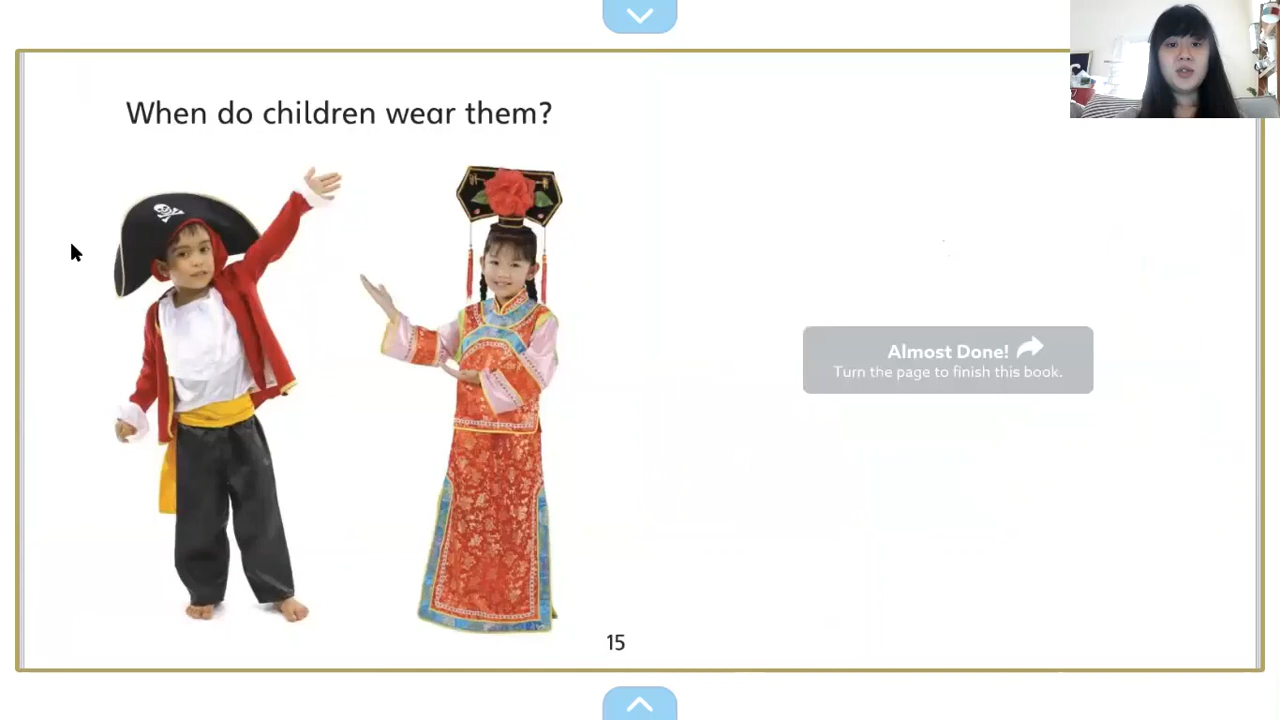 When do children wear them?
Almost Done!
Turn the page to finish this book.
15